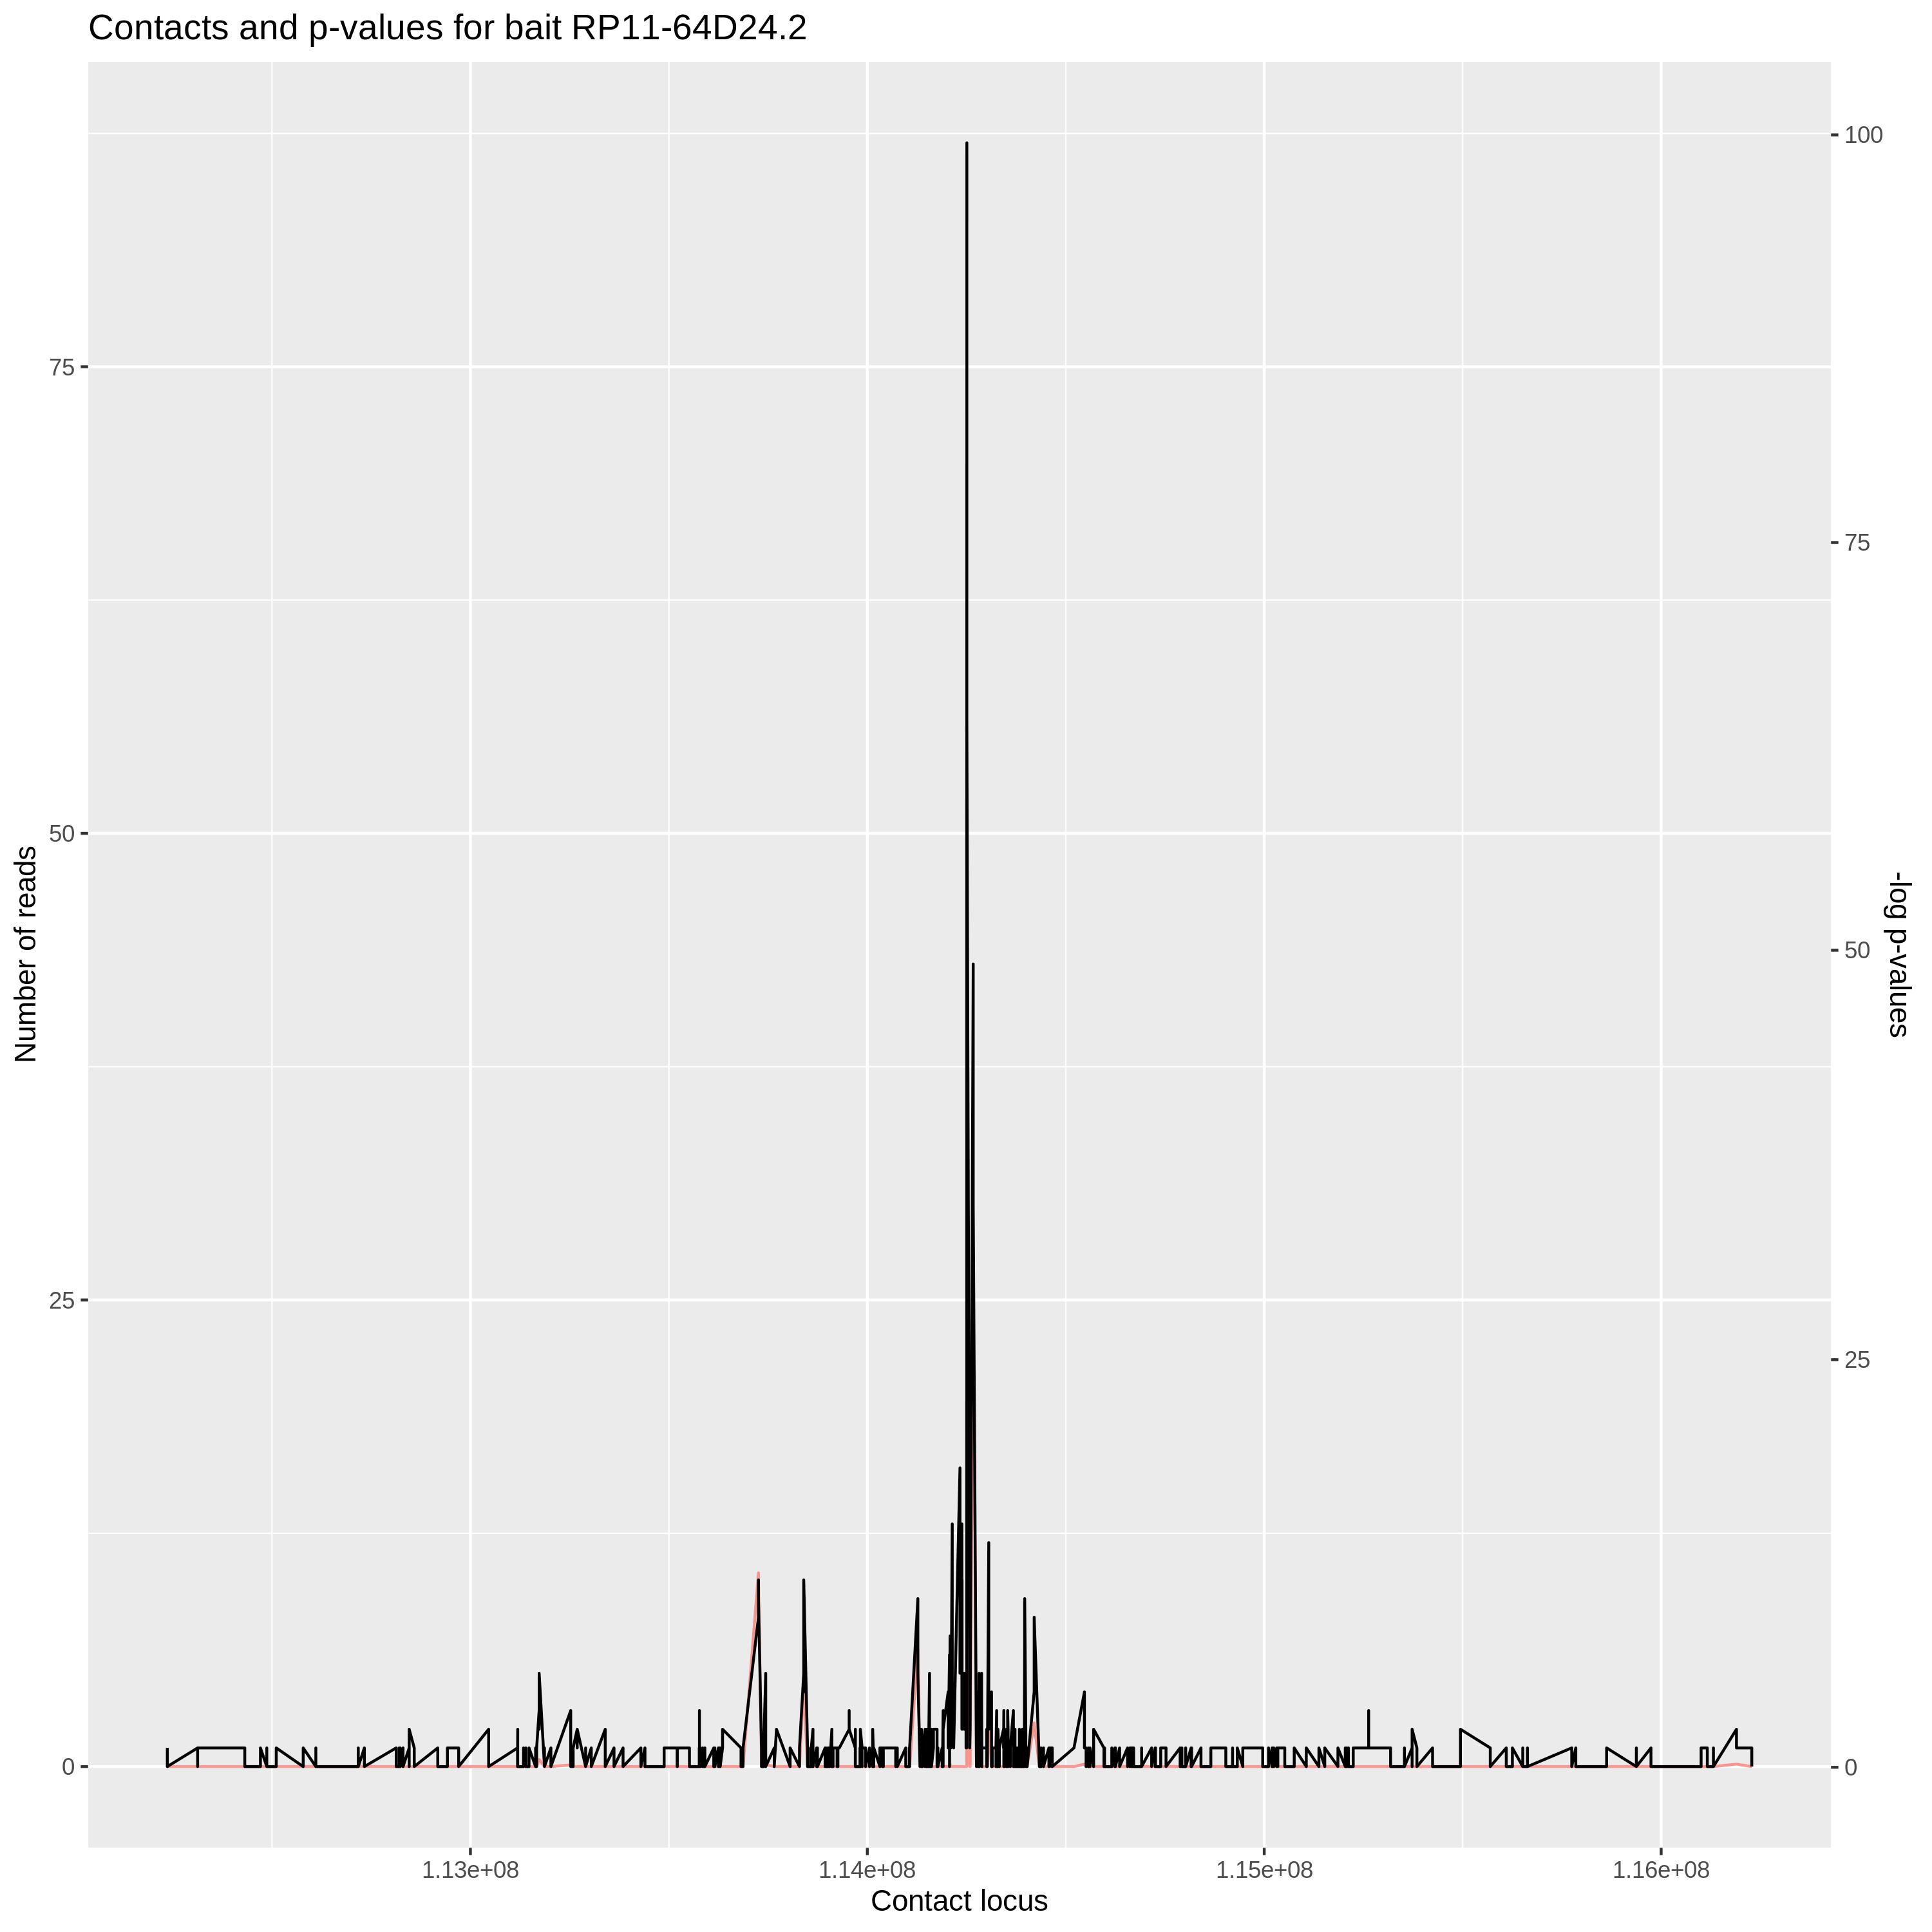 Contacts and p-values for bait RP11-64D24.2
Number of reads
75
50
25
0
100
75
50
25
0
-log p-values
1.13e+08
1.14e+08
1.15e+08
1.16e+08
Contact locus